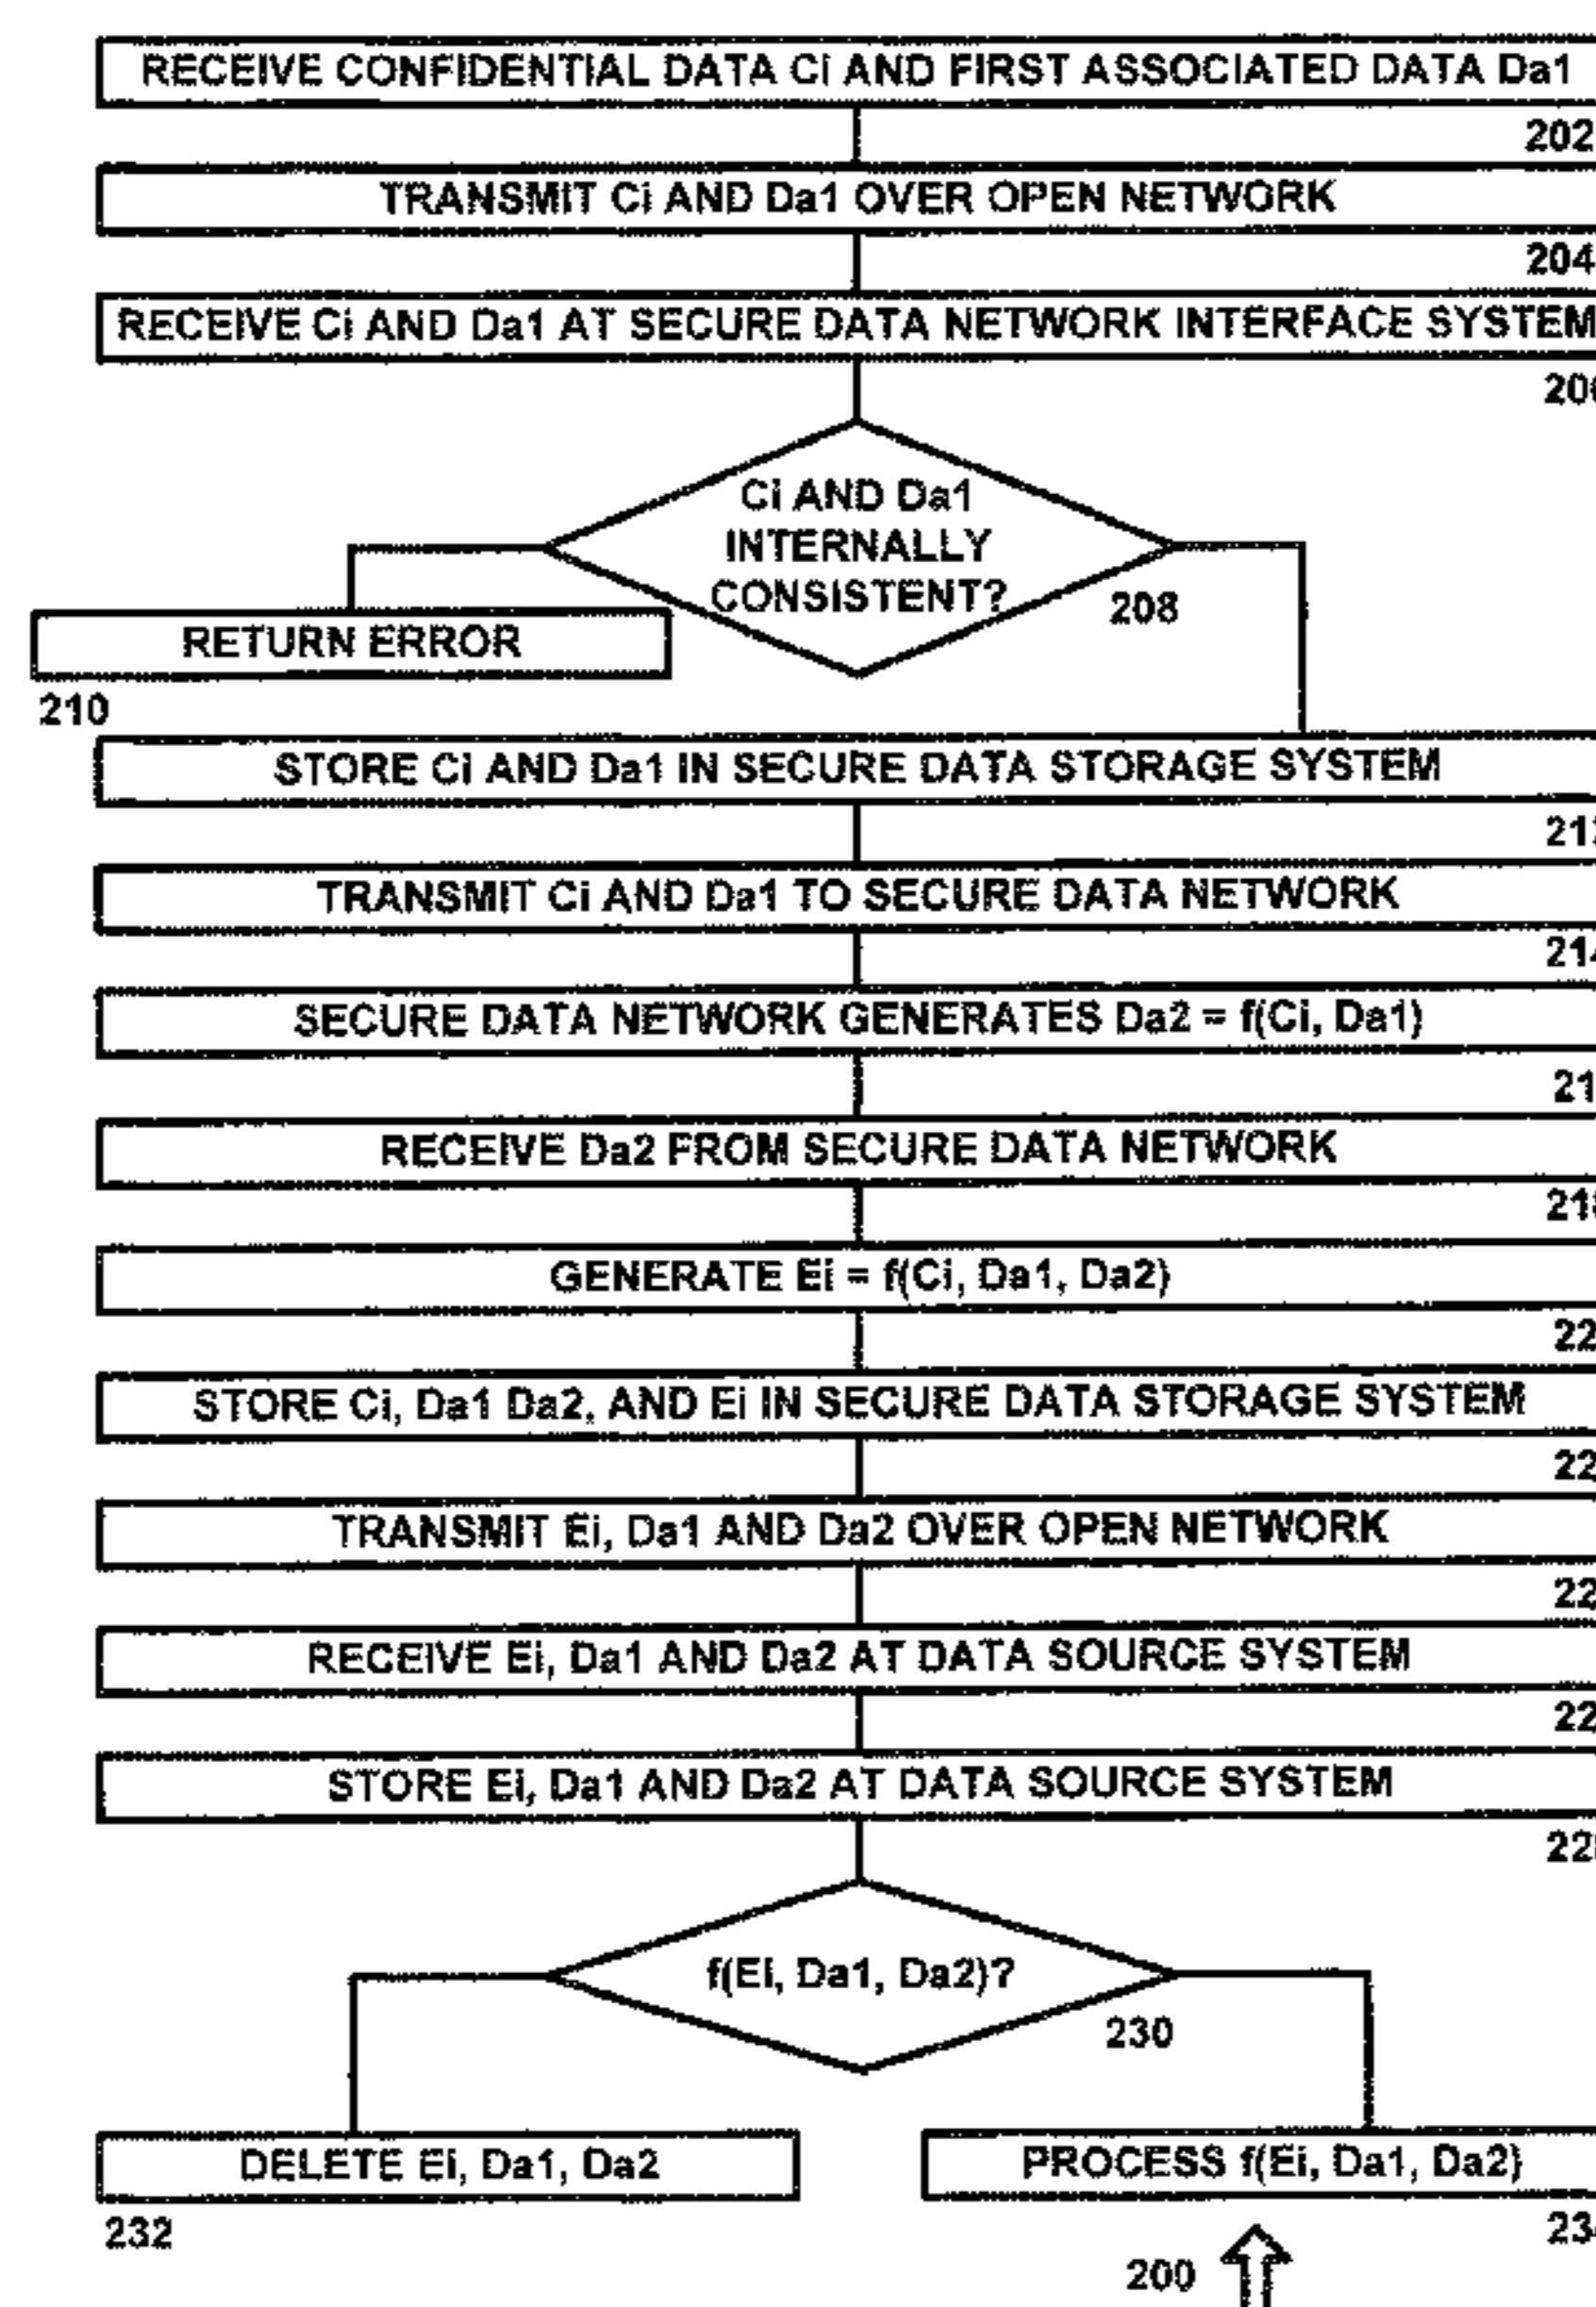 RECEIVE CONFIDENTIAL DATA Ci AND FIRST ASSOCIATED DATA Da1
202
TRANSMIT Ci AND Da1 OVER OPEN NETWORK
204
RECEIVE Ci AND Da1 AT SECURE DATA NETWORK INTERFACE SYSTEM
Ci AND Da1
INTERNALLY
CONSISTENT?
208
RETURN ERROR
210
STORE Ci AND Da1 IN SECURE DATA STORAGE SYSTEM
TRANSMIT Ci AND Da1 TO SECURE DATA NETWORK
SECURE DATA NETWORK GENERATES Da2 = f(Ci, Da1)
RECEIVE Da2 FROM SECURE DATA NETWORK
GENERATE Ei = f(Ci, Da1, Da2)
STORE Ci, Da1 Da2, AND Ei IN SECURE DATA STORAGE SYSTEM
TRANSMIT Ei, Da1 AND Da2 OVER OPEN NETWORK
RECEIVE Ei, Da1 AND Da2 AT DATA SOURCE SYSTEM
STORE Ei, Da1 AND Da2 AT DATA SOURCE SYSTEM
f(Ei, Da1, Da2)?
230
DELETE Ei, Da1, Da2
PROCESS f(Ei, Da1, Da2)
232
200